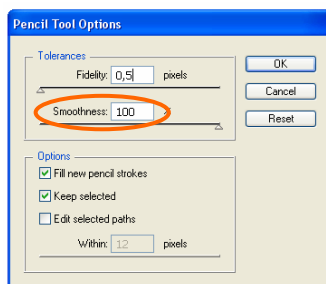 Pencil Tool Options
Tolerances
Fidelity: 0,5 pixels
OK
Cancel
Smoothness: 100 %
Reset
Options
Fill new pencil strokes
Keep selected
Edit selected paths
Within: 12 pixels